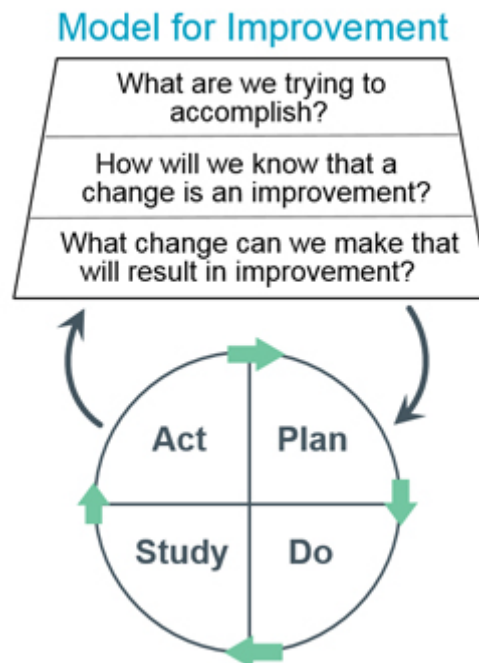 Model for Improvement
What are we trying to
accomplish?
How will we know that a
change is an improvement?
What change can we make that
will result in improvement?
Act
Plan
Study
Do